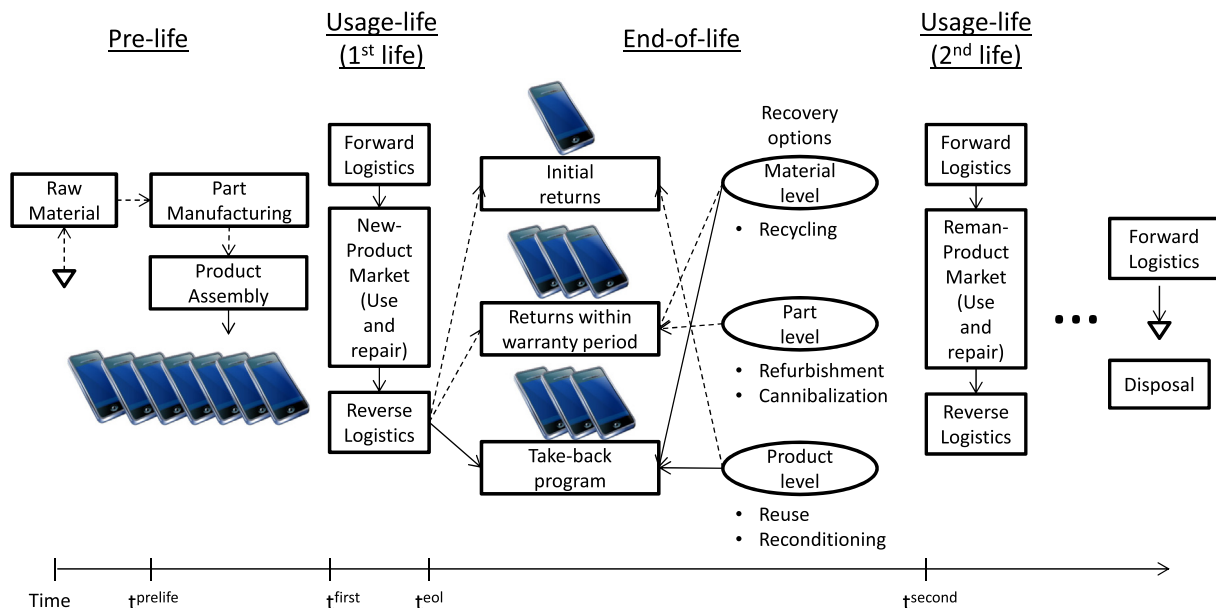 Pre-life
Usage-life
(1st life)
End-of-life
Usage-life
(2nd life)
Raw
Material
Part
Manufacturing
Product
Assembly
Forward
Logistics
New-
Product
Market
(Use
and
repair)
Reverse
Logistics
Initial
returns
Returns within
warranty period
Take-back
program
Recovery
options
Material
level
• Recycling
Part
level
• Refurbishment
• Cannibalization
Product
level
• Reuse
• Reconditioning
Forward
Logistics
Reman-
Product
Market
(Use
and
repair)
Reverse
Logistics
...
Forward
Logistics
Disposal
Time
tprelife
tfirst
teol
tsecond